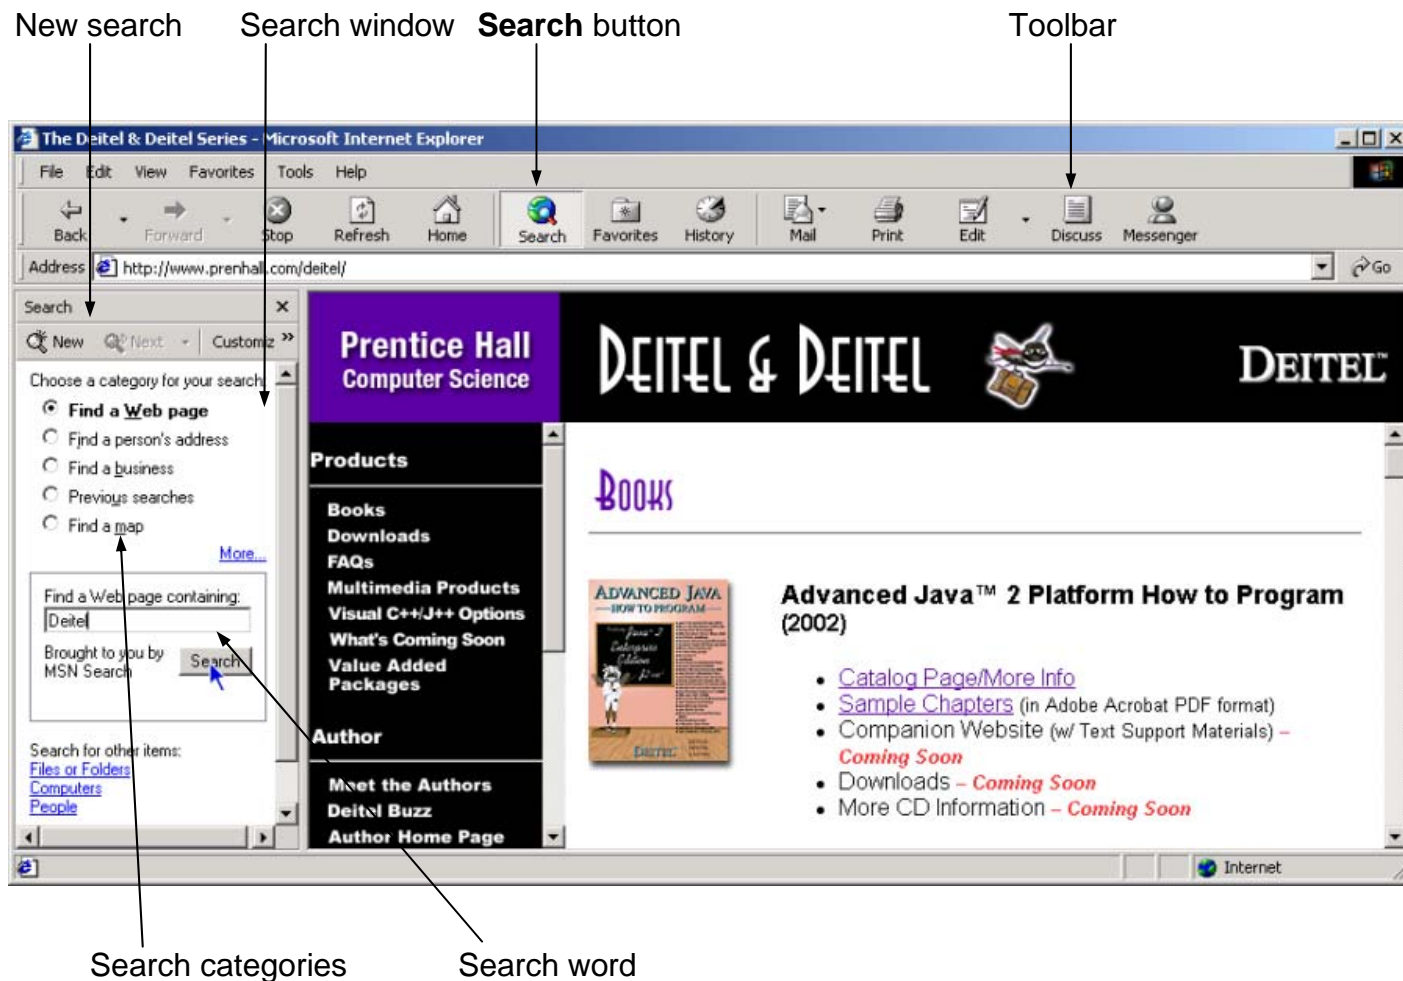 New search Search window Search button Toolbar
The Deitel & Deitel Series - Microsoft Internet Explorer
File Edit View Favorites Tools Help
Back Forward Stop Refresh Home Search Favorites History Mail Print Edit Discuss Messenger
Address http://www.prenhall.com/deitel/ Go
Search
New Next Customiz »
Choose a category for your search:
Find a Web page
Find a person's address
Find a business
Previous searches
Find a map
More...
Find a Web page containing:
Deitel
Brought to you by
MSN Search
Search
Search for other items:
Files or Folders
Computers
People
Prentice Hall
Computer Science
DEITEL & DEITEL
DEITEL™
Products
Books
Downloads
FAQs
Multimedia Products
Visual C++/J++ Options
What's Coming Soon
Value Added
Packages
Author
Meet the Authors
Deitel Buzz
Author Home Page
BOOKS
ADVANCED JAVA
HOW TO PROGRAM
Java™ 2
Enterprise
Edition
DEITEL
Advanced Java™ 2 Platform How to Program
(2002)
Catalog Page/More Info
Sample Chapters (in Adobe Acrobat PDF format)
Companion Website (w/ Text Support Materials) –
Coming Soon
Downloads – Coming Soon
More CD Information – Coming Soon
Internet
Search categories Search word